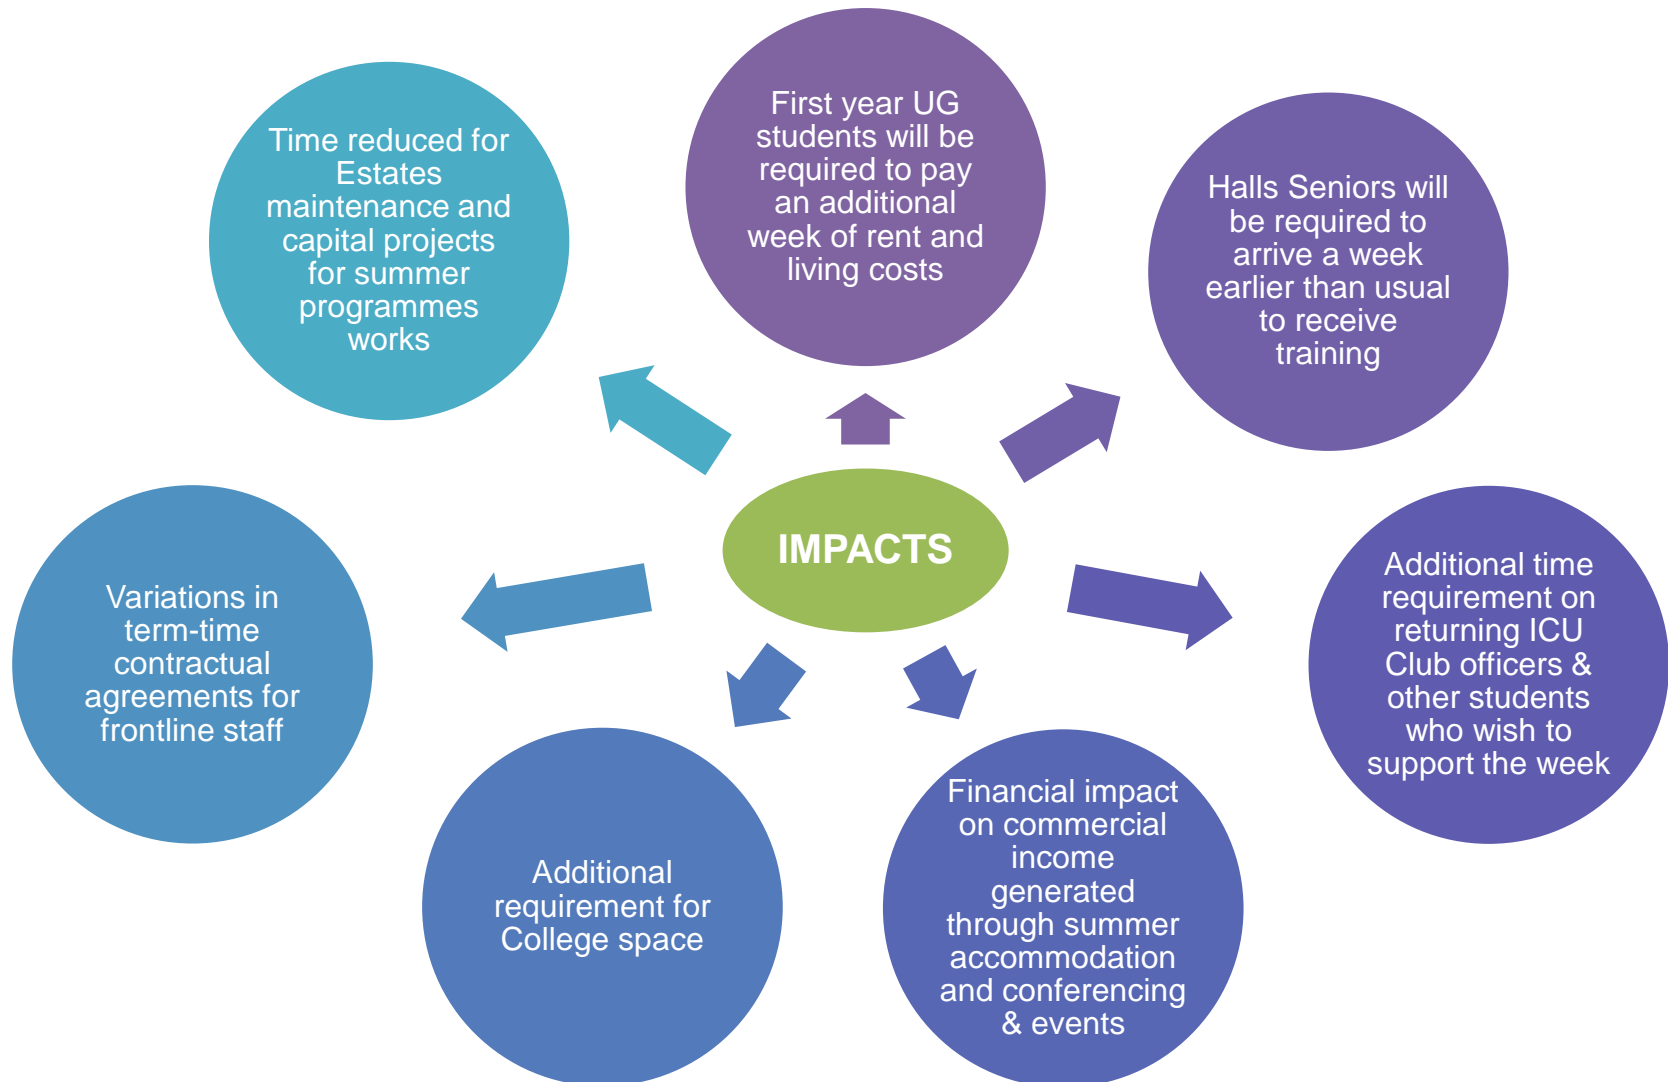 First year UG
students will be
required to pay
an additional
week of rent and
living costs
Halls Seniors will
be required to
arrive a week
earlier than usual
to receive
training
Additional time
requirement on
returning ICU
Club officers &
other students
who wish to
support the week
Financial impact
on commercial
income
generated
through summer
accommodation
and conferencing
& events
Additional
requirement for
College space
Variations in
term-time
contractual
agreements for
frontline staff
Time reduced for
Estates
maintenance and
capital projects
for summer
programmes
works
IMPACTS